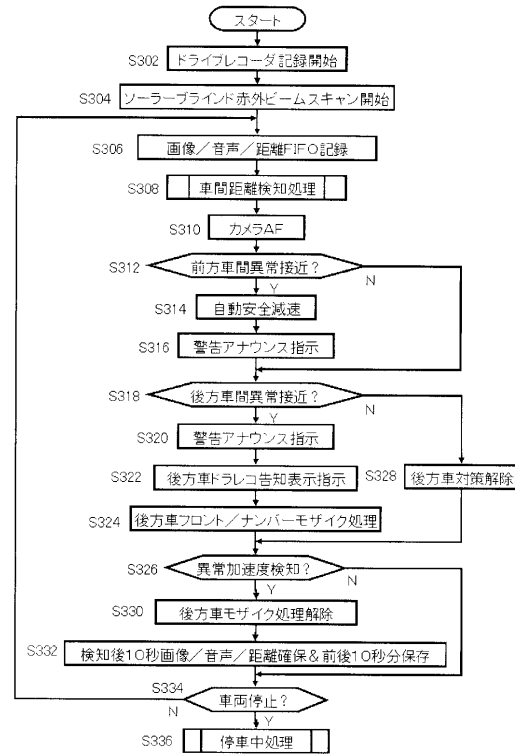 スタート
S302 ドライブレコーダ記録開始
S304 ソーラーブラインド赤外ビームスキャン開始
S306 画像／音声／距離FIFO記録
S308 車間距離検知処理
S310 カメラAF
S312 前方車間異常接近？ N
Y
S314 自動安全減速
S316 警告アナウンス指示
S318 後方車間異常接近？ N
Y
S320 警告アナウンス指示
S322 後方車ドラレコ告知表示指示 S328 後方車対策解除
S324 後方車フロント／ナンバーモザイク処理
S326 異常加速度検知？ N
Y
S330 後方車モザイク処理解除
S332 検知後10秒画像／音声／距離確保＆前後10秒分保存
S334 車両停止？
N Y
S336 停車中処理